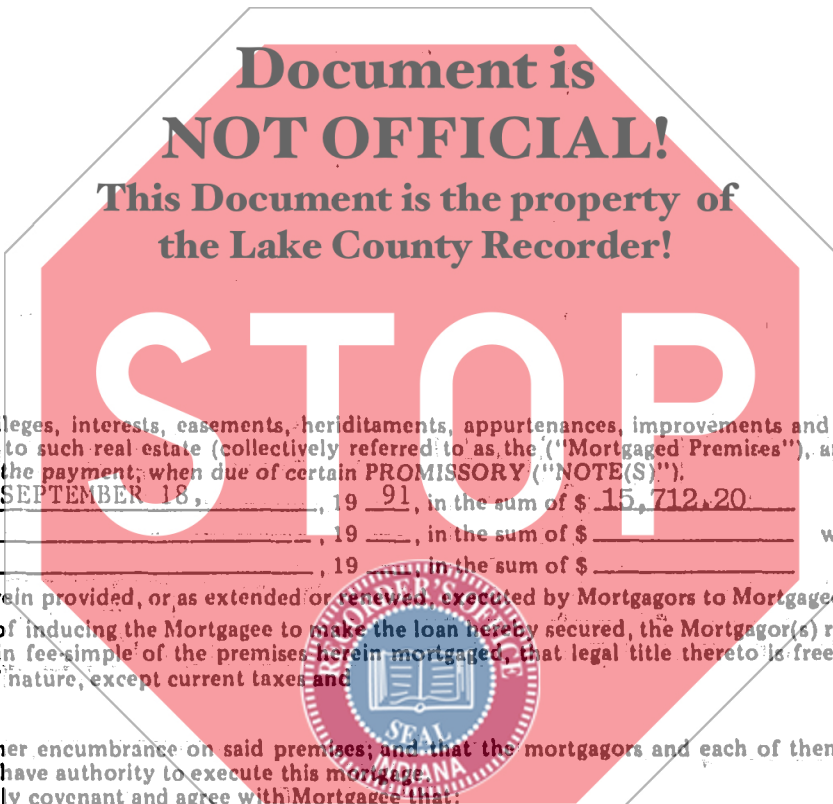 Document is
NOT OFFICIAL!
This Document is the property of
the Lake County Recorder!
STOP
leges, interests, easements, heriditaments, appurtenances, improvements and
to such real estate (collectively referred to as the ("Mortgaged Premises"), a
the payment, when due of certain PROMISSORY ("NOTE(S)").
SEPTEMBER 18, , 19 91, in the sum of $ 15,712.20
, 19 , in the sum of $ w
, 19 , in the sum of $
ein provided, or as extended or renewed, executed by Mortgagors to Mortgagee
of inducing the Mortgagee to make the loan hereby secured, the Mortgagor(s) r
n fee-simple of the premises herein mortgaged, that legal title thereto is free
nature, except current taxes and
RECORDER'S OFFICE
SEAL
INDIANA
er encumbrance on said premises; and that the mortgagors and each of them
have authority to execute this mortgage.
ly covenant and agree with Mortgagee that: